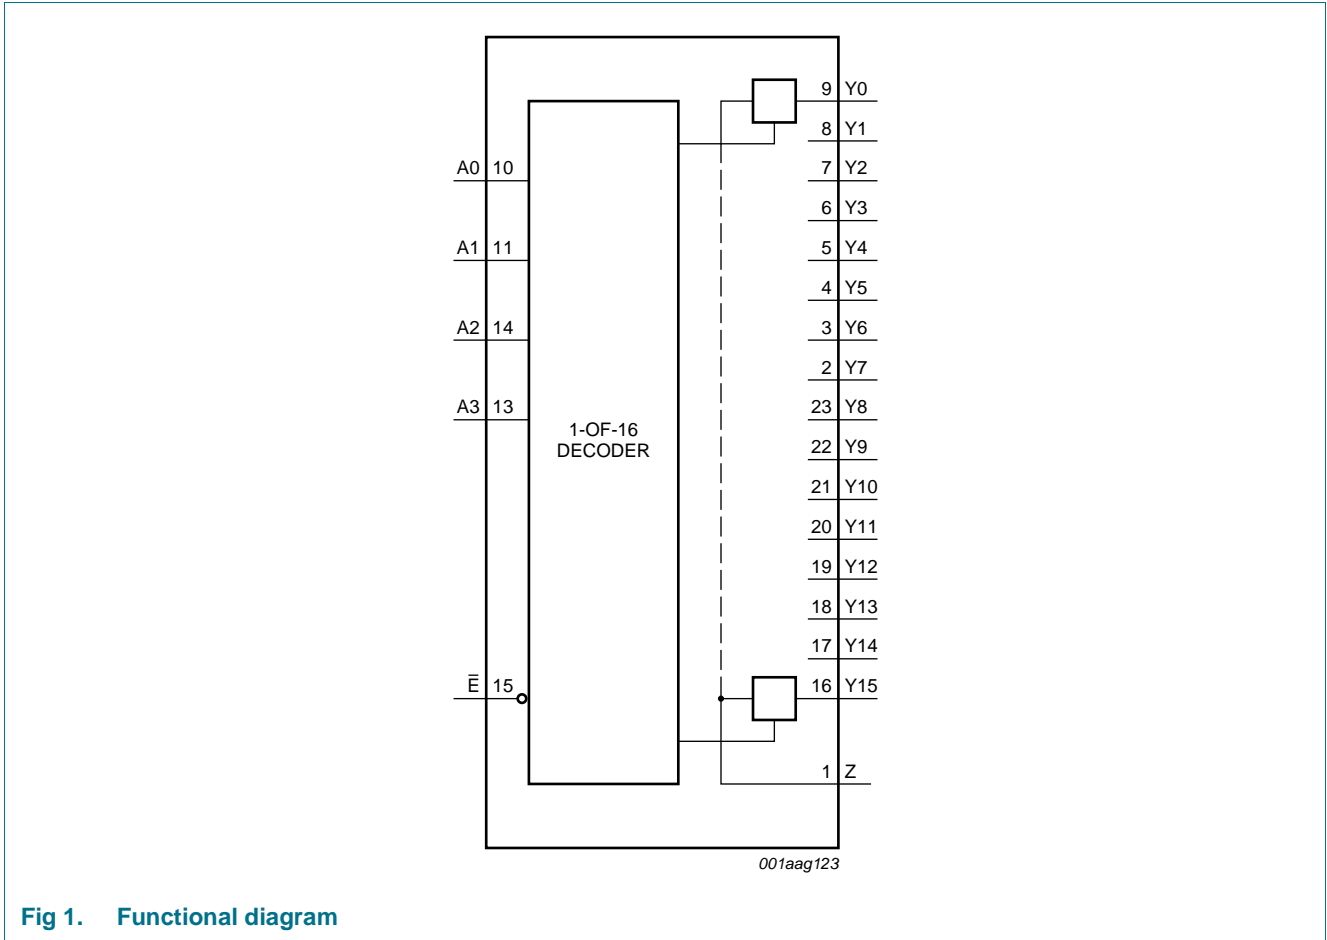 9 Y0
8 Y1
A0 10
7 Y2
6 Y3
A1 11
5 Y4
4 Y5
A2 14
3 Y6
2 Y7
A3 13
23 Y8
1-OF-16
DECODER
22 Y9
21 Y10
20 Y11
19 Y12
18 Y13
17 Y14
E̅ 15
16 Y15
1 Z
001aag123
Fig 1. Functional diagram